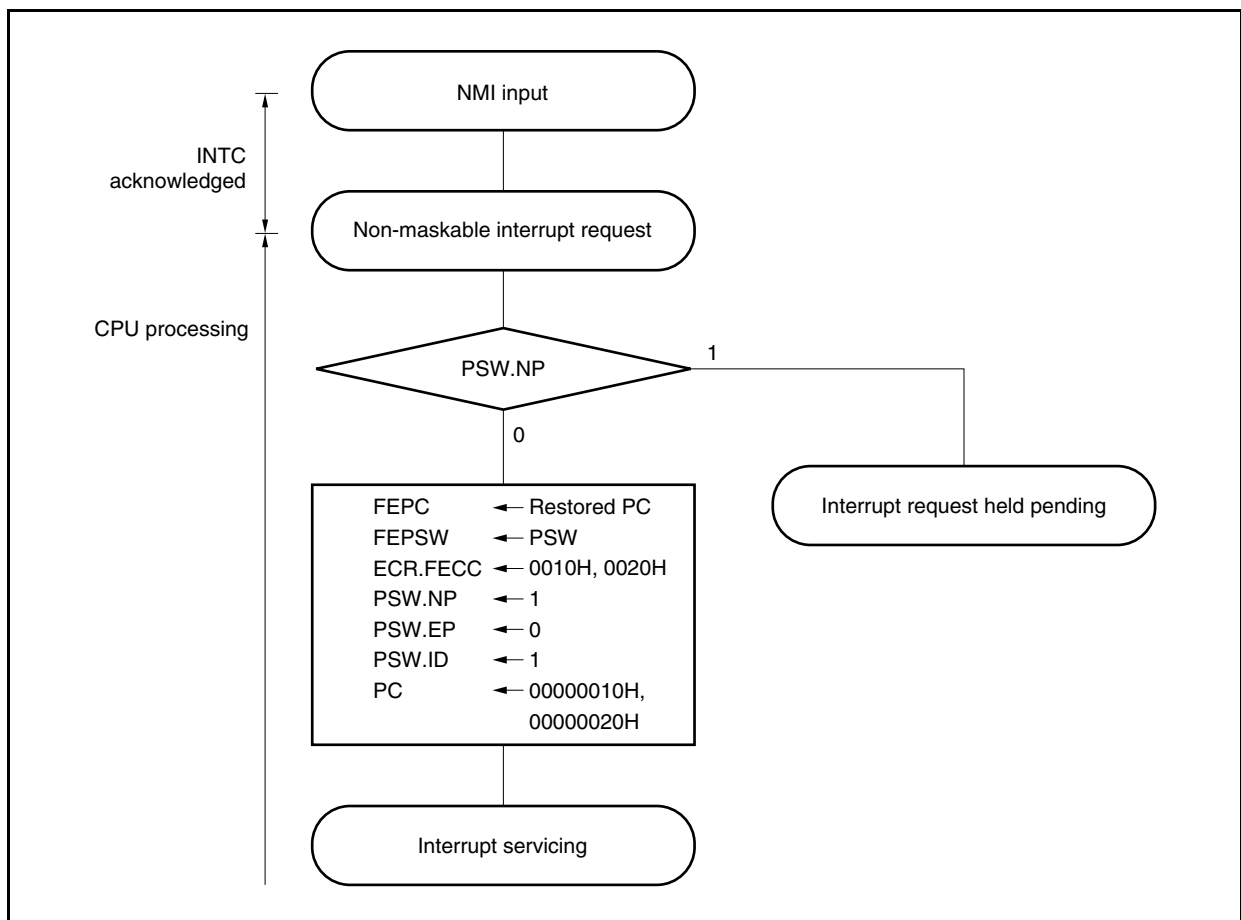 NMI input
INTC
acknowledged
Non-maskable interrupt request
CPU processing
PSW.NP
1
0
FEPC ← Restored PC
FEPSW ← PSW
ECR.FECC ← 0010H, 0020H
PSW.NP ← 1
PSW.EP ← 0
PSW.ID ← 1
PC ← 00000010H,
00000020H
Interrupt request held pending
Interrupt servicing